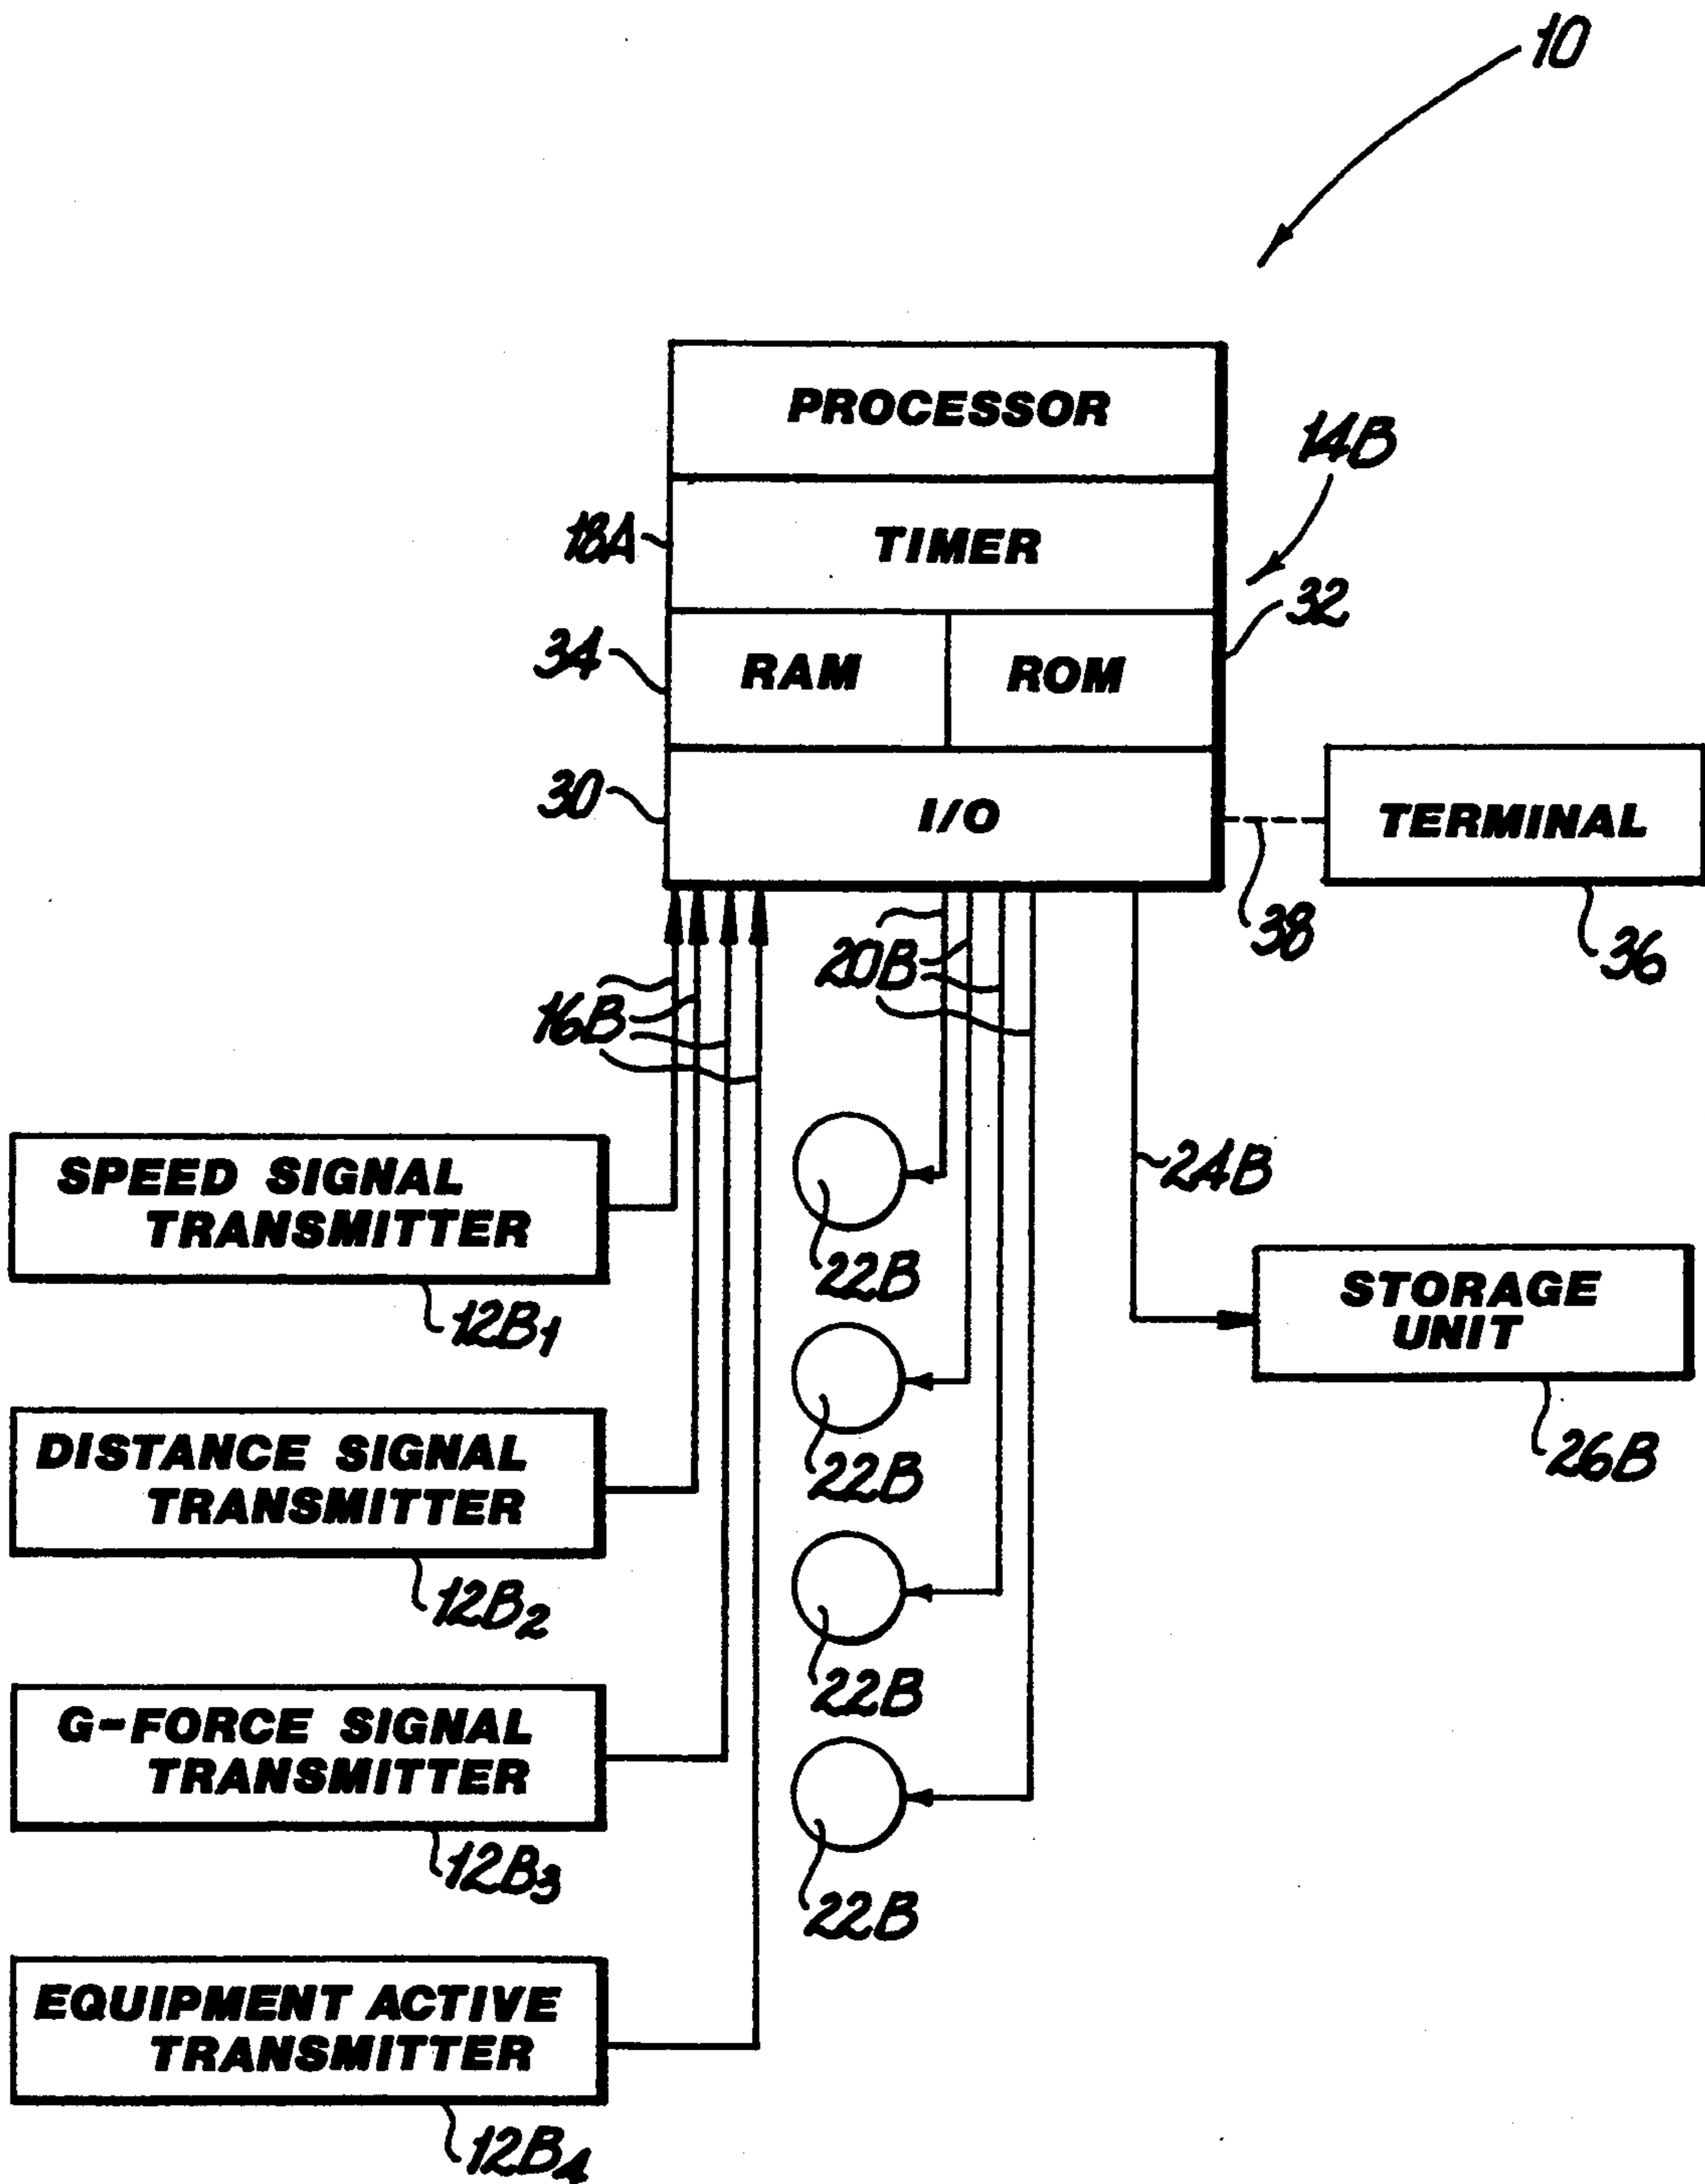 10
PROCESSOR
14B
18A
TIMER
32
34
RAM
ROM
30
I/O
TERMINAL
38
36
20B
16B
24B
SPEED SIGNAL
TRANSMITTER
12B1
22B
STORAGE
UNIT
26B
DISTANCE SIGNAL
TRANSMITTER
12B2
22B
G-FORCE SIGNAL
TRANSMITTER
12B3
22B
22B
EQUIPMENT ACTIVE
TRANSMITTER
12B4